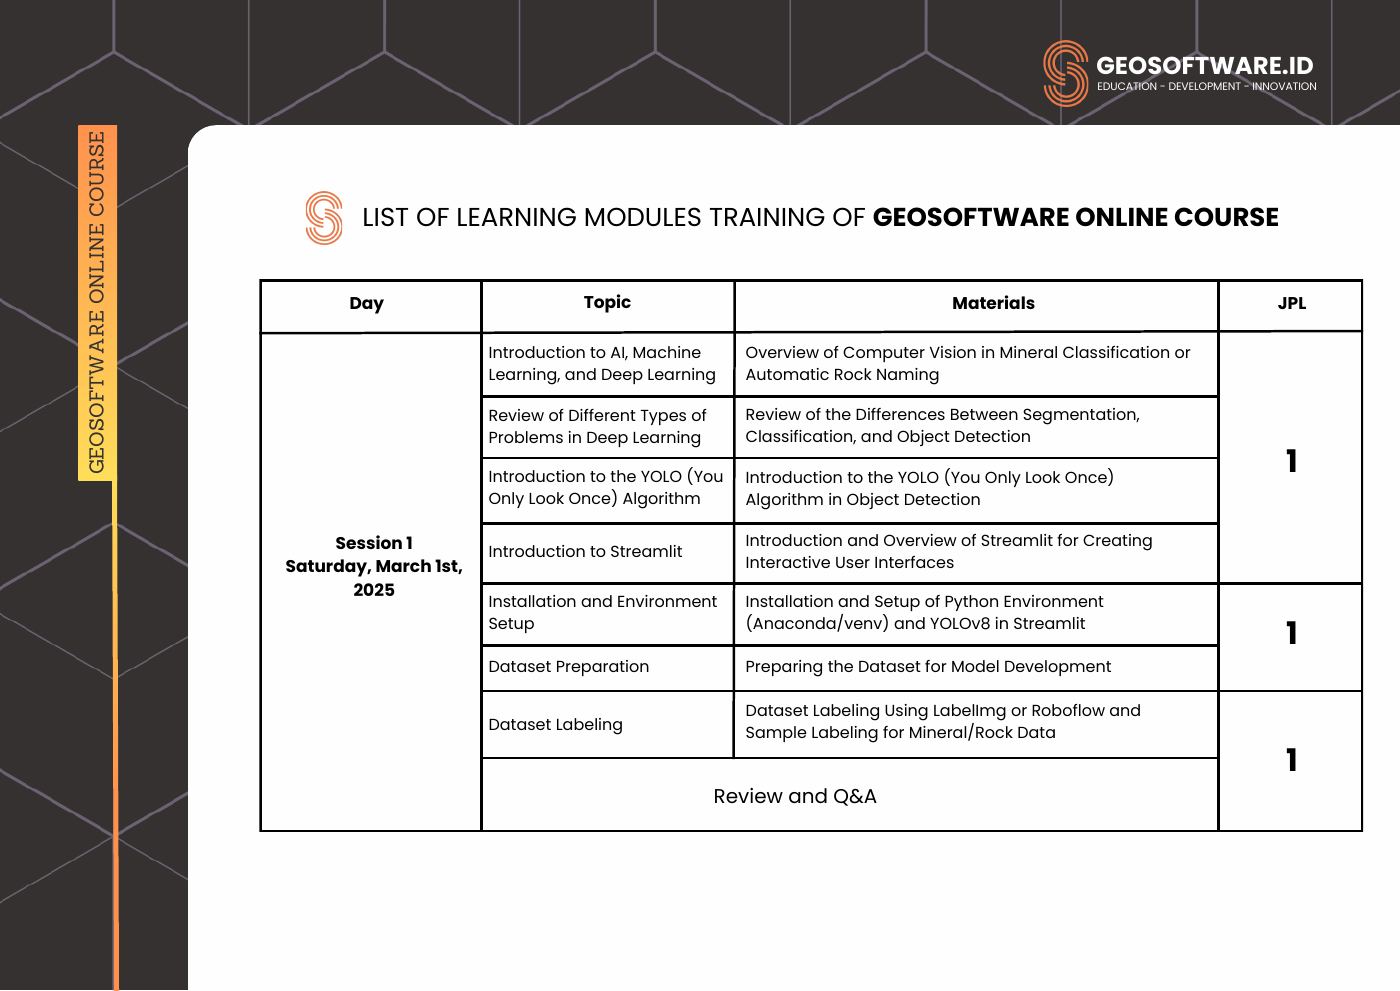 GEOSOFTWARE.ID
EDUCATION - DEVELOPMENT - INNOVATION
GEOSOFTWARE ONLINE COURSE
LIST OF LEARNING MODULES TRAINING OF GEOSOFTWARE ONLINE COURSE
Day
Topic
Materials
JPL
Session 1
Saturday, March 1st,
2025
Introduction to AI, Machine
Learning, and Deep Learning
Overview of Computer Vision in Mineral Classification or
Automatic Rock Naming
1
Review of Different Types of
Problems in Deep Learning
Review of the Differences Between Segmentation,
Classification, and Object Detection
Introduction to the YOLO (You
Only Look Once) Algorithm
Introduction to the YOLO (You Only Look Once)
Algorithm in Object Detection
Introduction to Streamlit
Introduction and Overview of Streamlit for Creating
Interactive User Interfaces
Installation and Environment
Setup
Installation and Setup of Python Environment
(Anaconda/venv) and YOLOv8 in Streamlit
1
Dataset Preparation
Preparing the Dataset for Model Development
Dataset Labeling
Dataset Labeling Using LabelImg or Roboflow and
Sample Labeling for Mineral/Rock Data
1
Review and Q&A